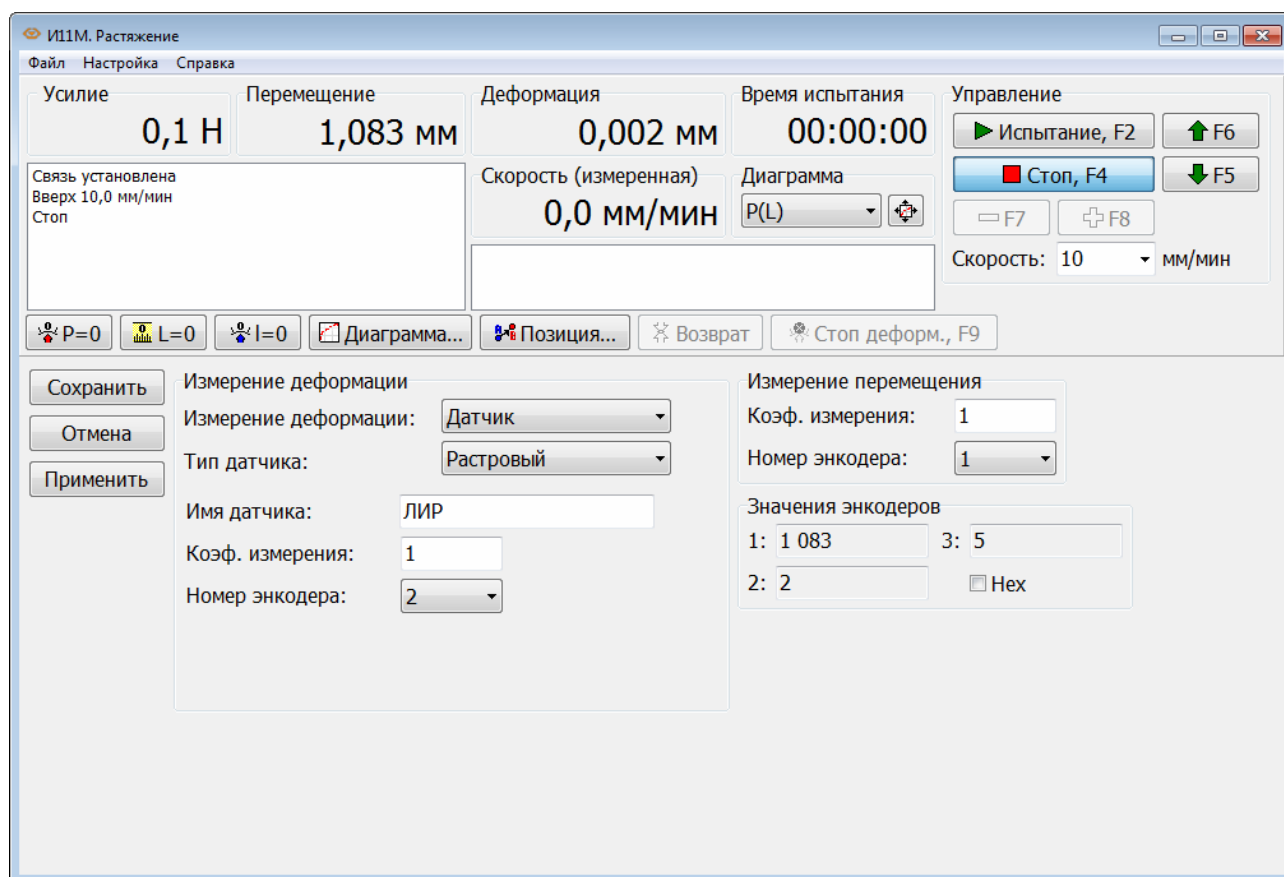 И11М. Растяжение
Файл Настройка Справка
Усилие Перемещение Деформация Время испытания Управление
0,1 Н 1,083 мм 0,002 мм 00:00:00
Испытание, F2 F6
Связь установлена
Вверх 10,0 мм/мин
Стоп
Скорость (измеренная) Диаграмма
0,0 мм/мин P(L)
Стоп, F4 F5
F7 F8
Скорость: 10 мм/мин
P=0 L=0 l=0 Диаграмма... Позиция... Возврат Стоп деформ., F9
Сохранить
Отмена
Применить
Измерение деформации
Измерение деформации: Датчик
Тип датчика: Растровый
Имя датчика: ЛИР
Коэф. измерения: 1
Номер энкодера: 2
Измерение перемещения
Коэф. измерения: 1
Номер энкодера: 1
Значения энкодеров
1: 1 083 3: 5
2: 2 Hex